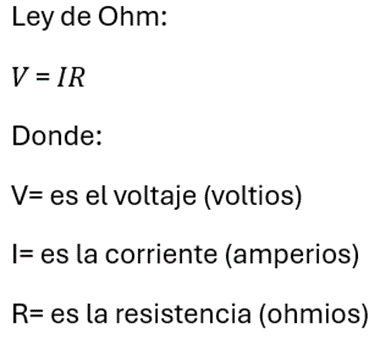 Ley de Ohm:
V = IR
Donde:
V= es el voltaje (voltios)
I= es la corriente (amperios)
R= es la resistencia (ohmios)